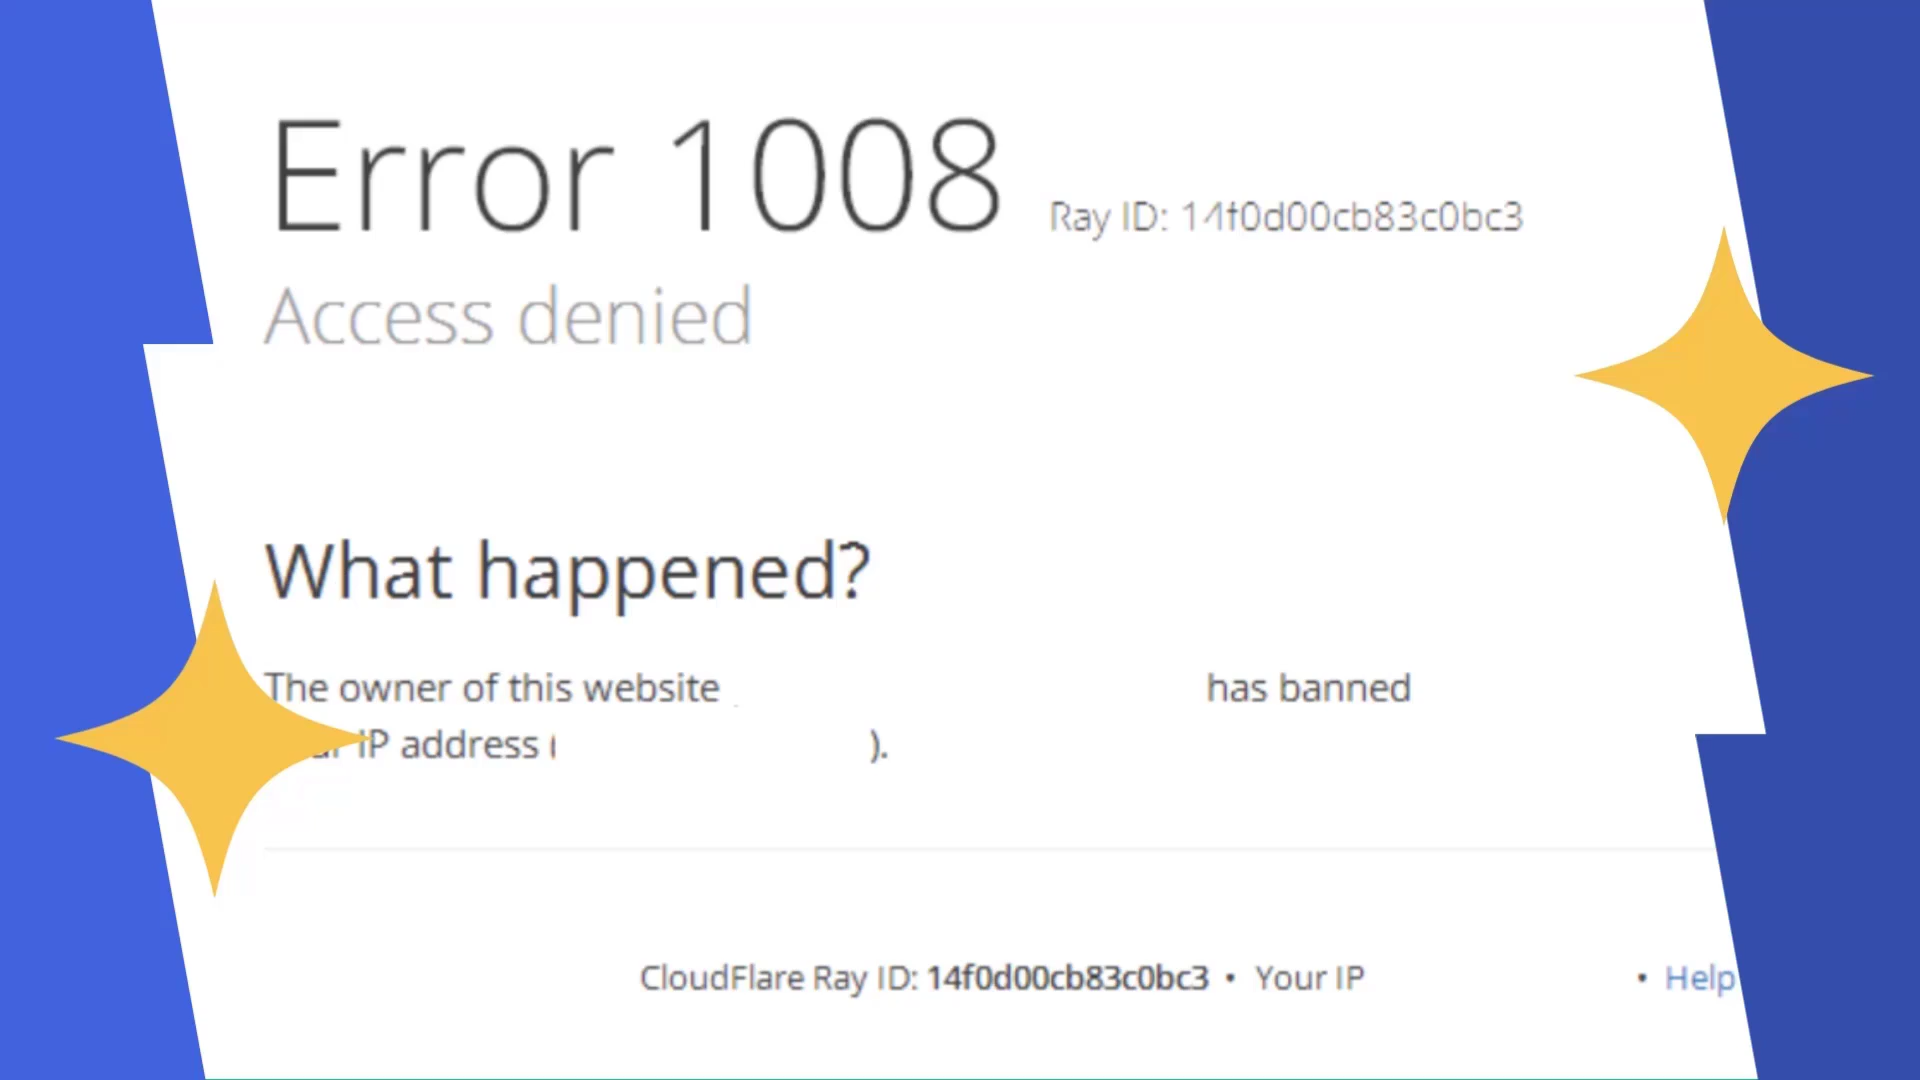 Error 1008 Ray ID: 14f0d00cb83c0bc3
Access denied
What happened?
The owner of this website has banned
IP address ( ).
CloudFlare Ray ID: 14f0d00cb83c0bc3 • Your IP • Help